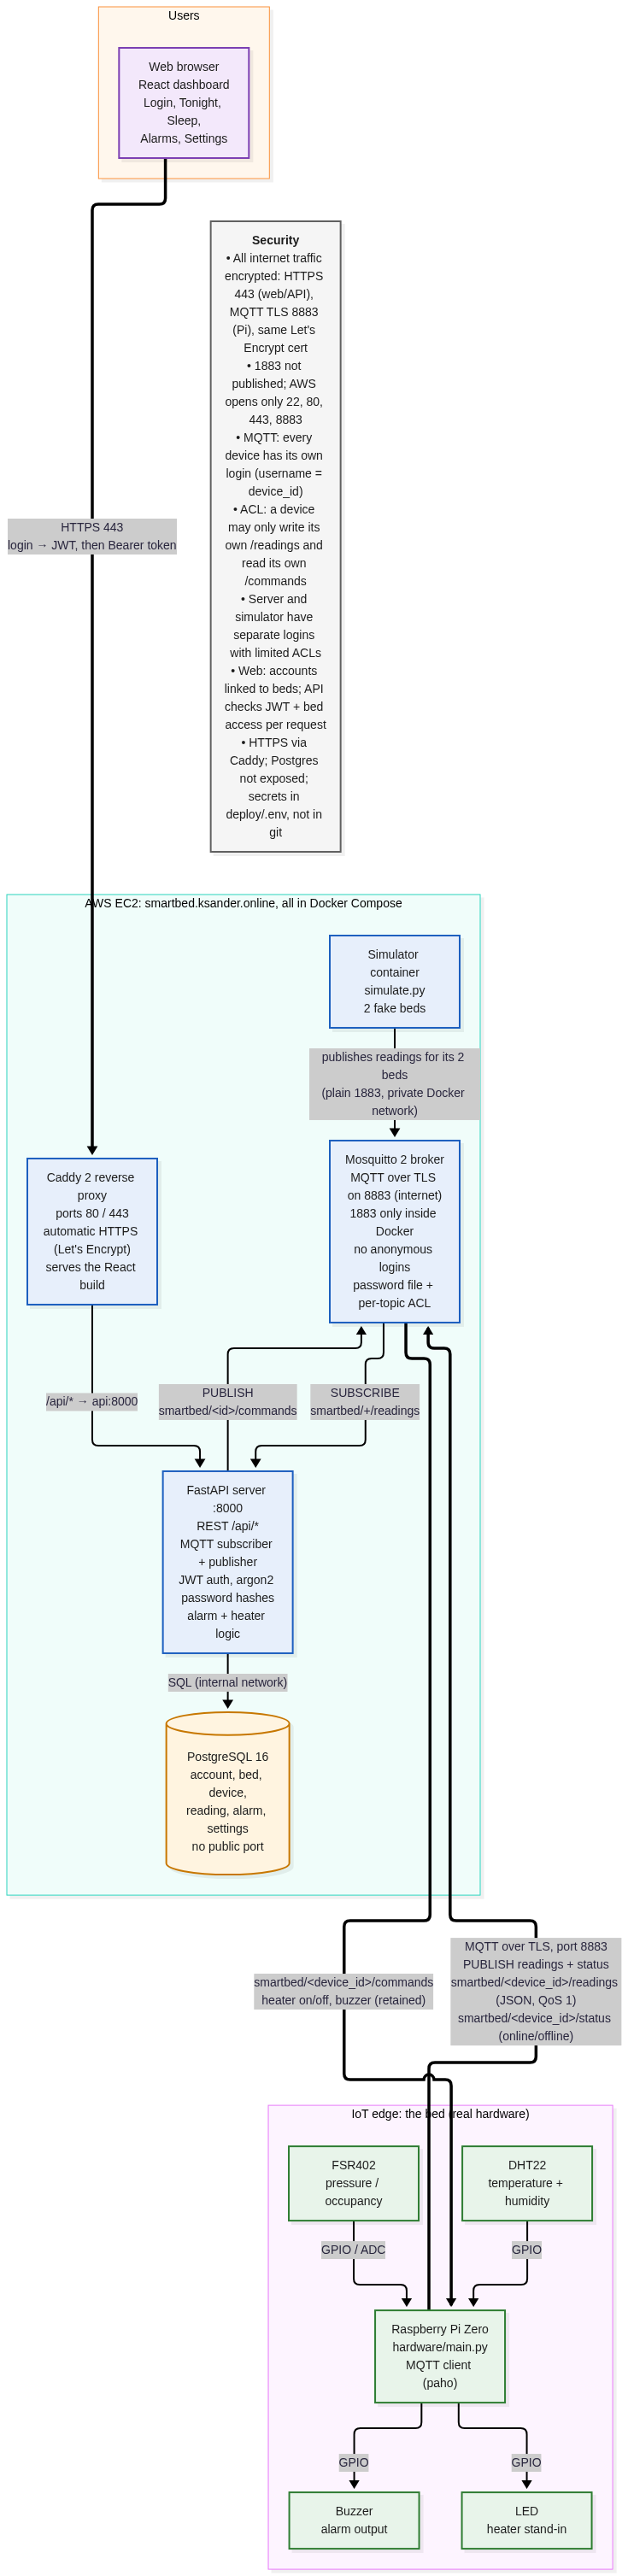 Users
Web browser
React dashboard
Login, Tonight,
Sleep,
Alarms, Settings
Security
• All internet traffic
encrypted: HTTPS
443 (web/API),
MQTT TLS 8883
(Pi), same Let's
Encrypt cert
• 1883 not
published; AWS
opens only 22, 80,
443, 8883
• MQTT: every
device has its own
login (username =
device_id)
• ACL: a device
may only write its
own /readings and
read its own
/commands
• Server and
simulator have
separate logins
with limited ACLs
• Web: accounts
linked to beds; API
checks JWT + bed
access per request
• HTTPS via
Caddy; Postgres
not exposed;
secrets in
deploy/.env, not in
git
HTTPS 443
login → JWT, then Bearer token
AWS EC2: smartbed.ksander.online, all in Docker Compose
Simulator
container
simulate.py
2 fake beds
publishes readings for its 2
beds
(plain 1883, private Docker
network)
Caddy 2 reverse
proxy
ports 80 / 443
automatic HTTPS
(Let's Encrypt)
serves the React
build
Mosquitto 2 broker
MQTT over TLS
on 8883 (internet)
1883 only inside
Docker
no anonymous
logins
password file +
per-topic ACL
/api/* → api:8000
PUBLISH
smartbed/<id>/commands
SUBSCRIBE
smartbed/+/readings
FastAPI server
:8000
REST /api/*
MQTT subscriber
+ publisher
JWT auth, argon2
password hashes
alarm + heater
logic
SQL (internal network)
PostgreSQL 16
account, bed,
device,
reading, alarm,
settings
no public port
smartbed/<device_id>/commands
heater on/off, buzzer (retained)
MQTT over TLS, port 8883
PUBLISH readings + status
smartbed/<device_id>/readings
(JSON, QoS 1)
smartbed/<device_id>/status
(online/offline)
IoT edge: the bed (real hardware)
FSR402
pressure /
occupancy
DHT22
temperature +
humidity
GPIO / ADC
GPIO
Raspberry Pi Zero
hardware/main.py
MQTT client
(paho)
GPIO
GPIO
Buzzer
alarm output
LED
heater stand-in